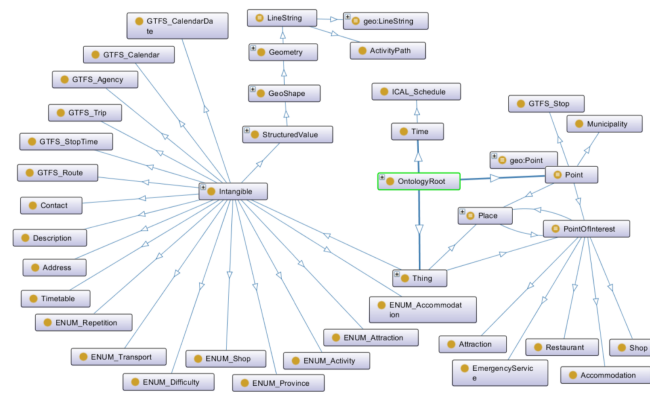 GTFS_CalendarDa
te
LineString
geo:LineString
GTFS_Calendar
Geometry
ActivityPath
GTFS_Agency
GeoShape
ICAL_Schedule
GTFS_Stop
GTFS_Trip
Municipality
StructuredValue
Time
GTFS_StopTime
geo:Point
GTFS_Route
OntologyRoot
Point
Intangible
Contact
Place
PointOfInterest
Description
Address
Thing
Timetable
ENUM_Accommodat
ion
ENUM_Repetition
ENUM_Attraction
ENUM_Transport
ENUM_Shop
ENUM_Activity
Attraction
Restaurant
Shop
ENUM_Difficulty
ENUM_Province
EmergencyServic
e
Accommodation